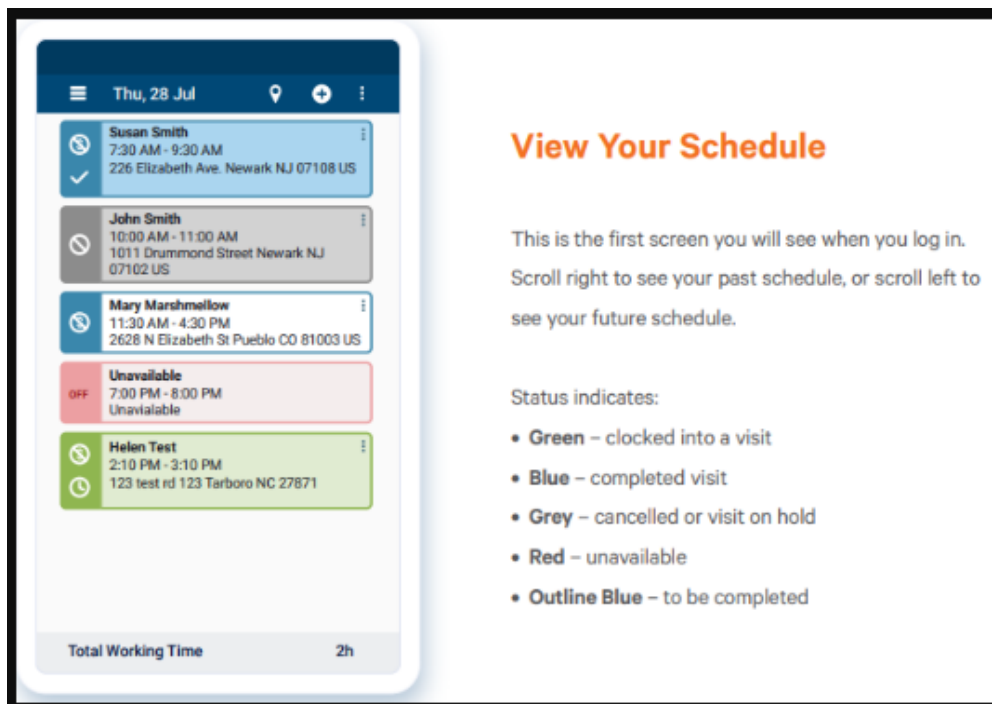 Thu, 28 Jul
Susan Smith
7:30 AM - 9:30 AM
226 Elizabeth Ave. Newark NJ 07108 US
John Smith
10:00 AM - 11:00 AM
1011 Drummond Street Newark NJ
07102 US
Mary Marshmellow
11:30 AM - 4:30 PM
2628 N Elizabeth St Pueblo CO 81003 US
OFF
Unavailable
7:00 PM - 8:00 PM
Unavialable
Helen Test
2:10 PM - 3:10 PM
123 test rd 123 Tarboro NC 27871
Total Working Time 2h
View Your Schedule
This is the first screen you will see when you log in.
Scroll right to see your past schedule, or scroll left to
see your future schedule.
Status indicates:
• Green – clocked into a visit
• Blue – completed visit
• Grey – cancelled or visit on hold
• Red – unavailable
• Outline Blue – to be completed